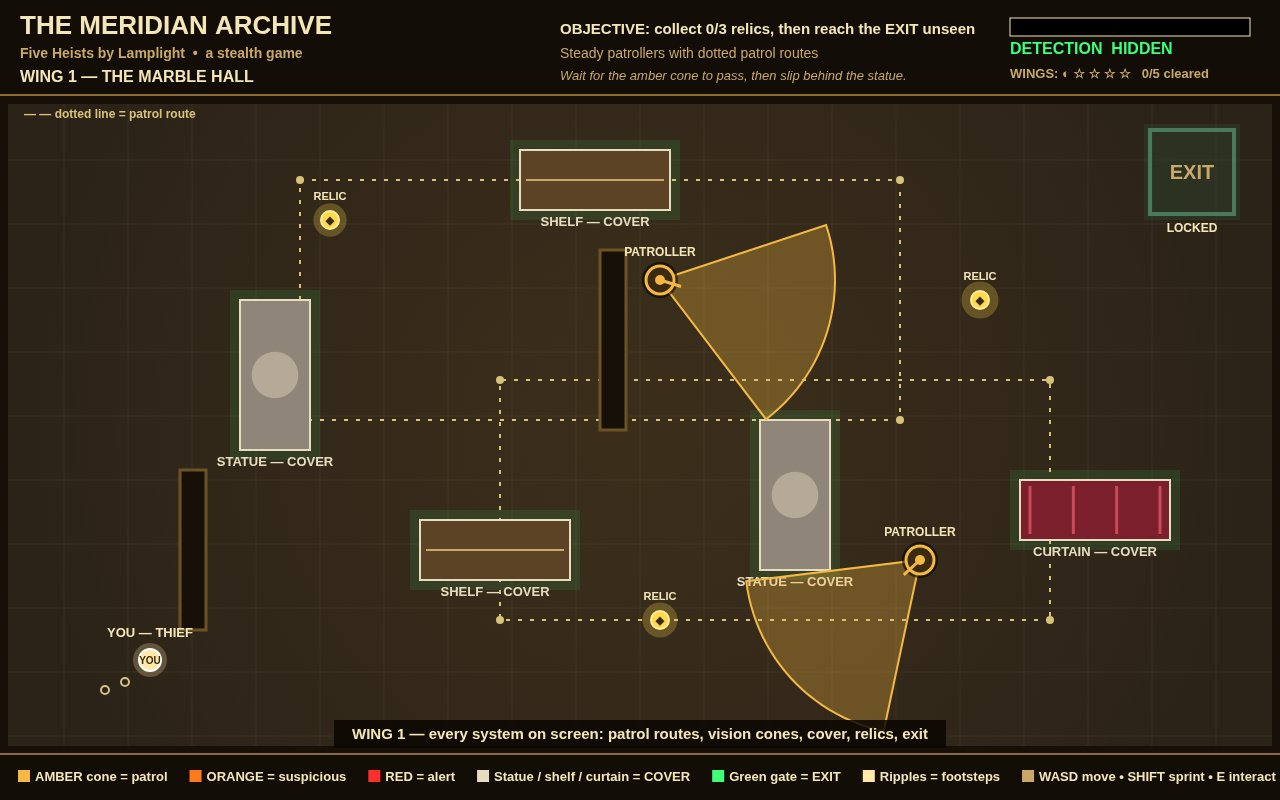 THE MERIDIAN ARCHIVE
Five Heists by Lamplight • a stealth game
WING 1 — THE MARBLE HALL
OBJECTIVE: collect 0/3 relics, then reach the EXIT unseen
Steady patrollers with dotted patrol routes
Wait for the amber cone to pass, then slip behind the statue.
DETECTION HIDDEN
WINGS: ☆ ☆ ☆ ☆ 0/5 cleared
— — dotted line = patrol route
EXIT
LOCKED
RELIC
SHELF — COVER
PATROLLER
RELIC
STATUE — COVER
PATROLLER
CURTAIN — COVER
STATUE — COVER
SHELF — COVER
RELIC
YOU — THIEF
YOU
WING 1 — every system on screen: patrol routes, vision cones, cover, relics, exit
AMBER cone = patrol
ORANGE = suspicious
RED = alert
Statue / shelf / curtain = COVER
Green gate = EXIT
Ripples = footsteps
WASD move • SHIFT sprint • E interact